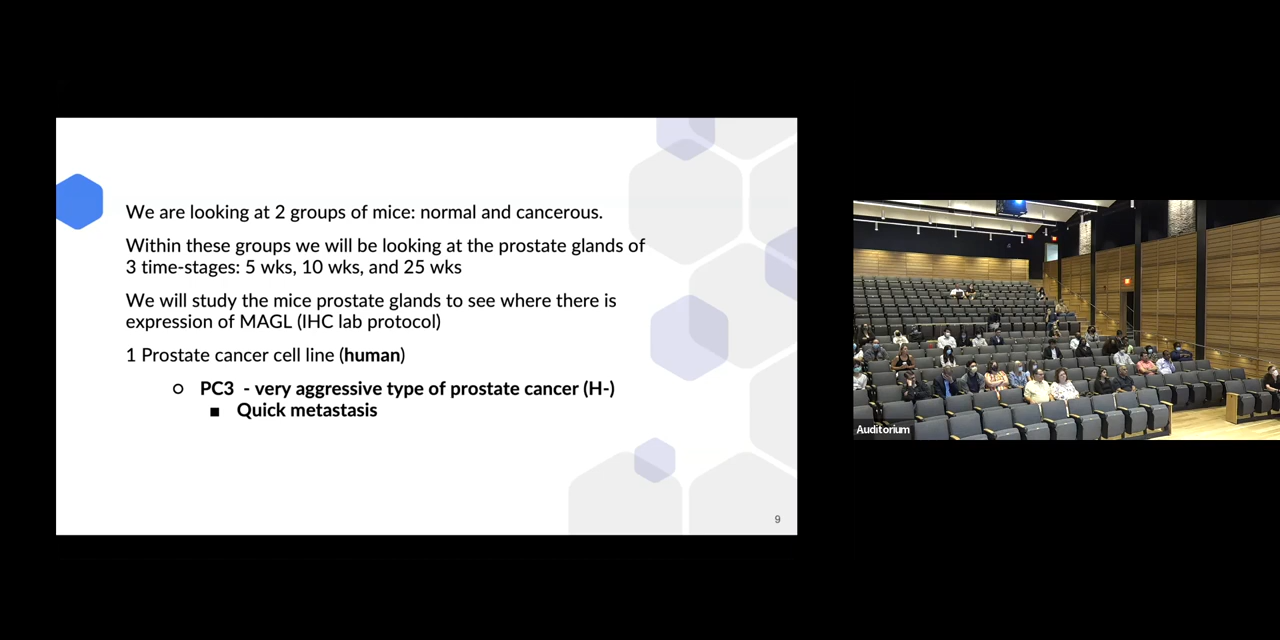 We are looking at 2 groups of mice: normal and cancerous.
Within these groups we will be looking at the prostate glands of
3 time-stages: 5 wks, 10 wks, and 25 wks
We will study the mice prostate glands to see where there is
expression of MAGL (IHC lab protocol)
1 Prostate cancer cell line (human)
PC3 - very aggressive type of prostate cancer (H-)
Quick metastasis
9
Auditorium